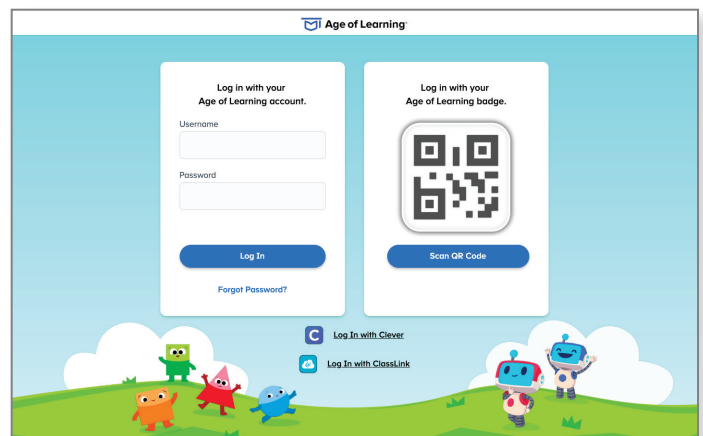 Age of Learning
Log in with your
Age of Learning account.
Username
Password
Log In
Forgot Password?
Log in with your
Age of Learning badge.
Scan QR Code
C
Log In with Clever
Log In with ClassLink